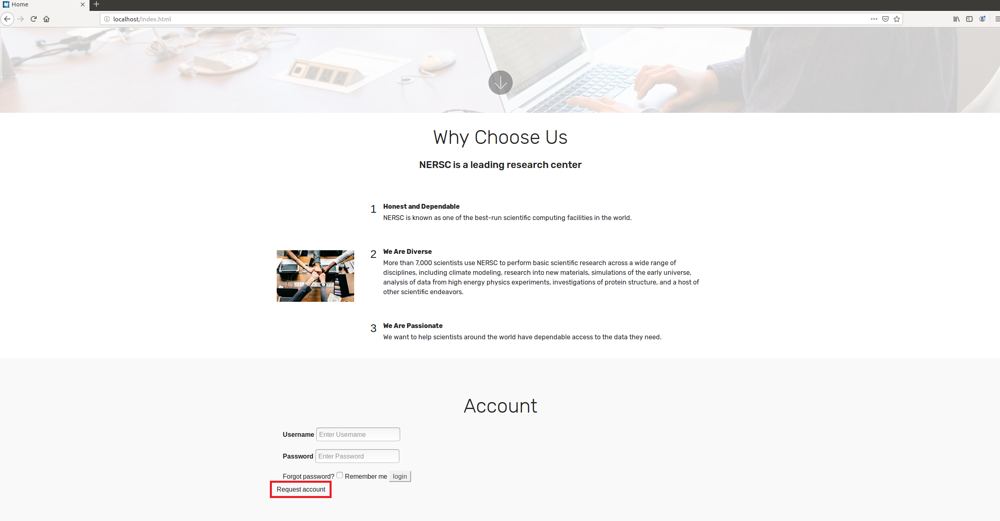 Home
localhost/index.html
Why Choose Us
NERSC is a leading research center
1
Honest and Dependable
NERSC is known as one of the best-run scientific computing facilities in the world.
2
We Are Diverse
More than 7,000 scientists use NERSC to perform basic scientific research across a wide range of
disciplines, including climate modeling, research into new materials, simulations of the early universe,
analysis of data from high energy physics experiments, investigations of protein structure, and a host of
other scientific endeavors.
3
We Are Passionate
We want to help scientists around the world have dependable access to the data they need.
Account
Username Enter Username
Password Enter Password
Forgot password? Remember me login
Request account